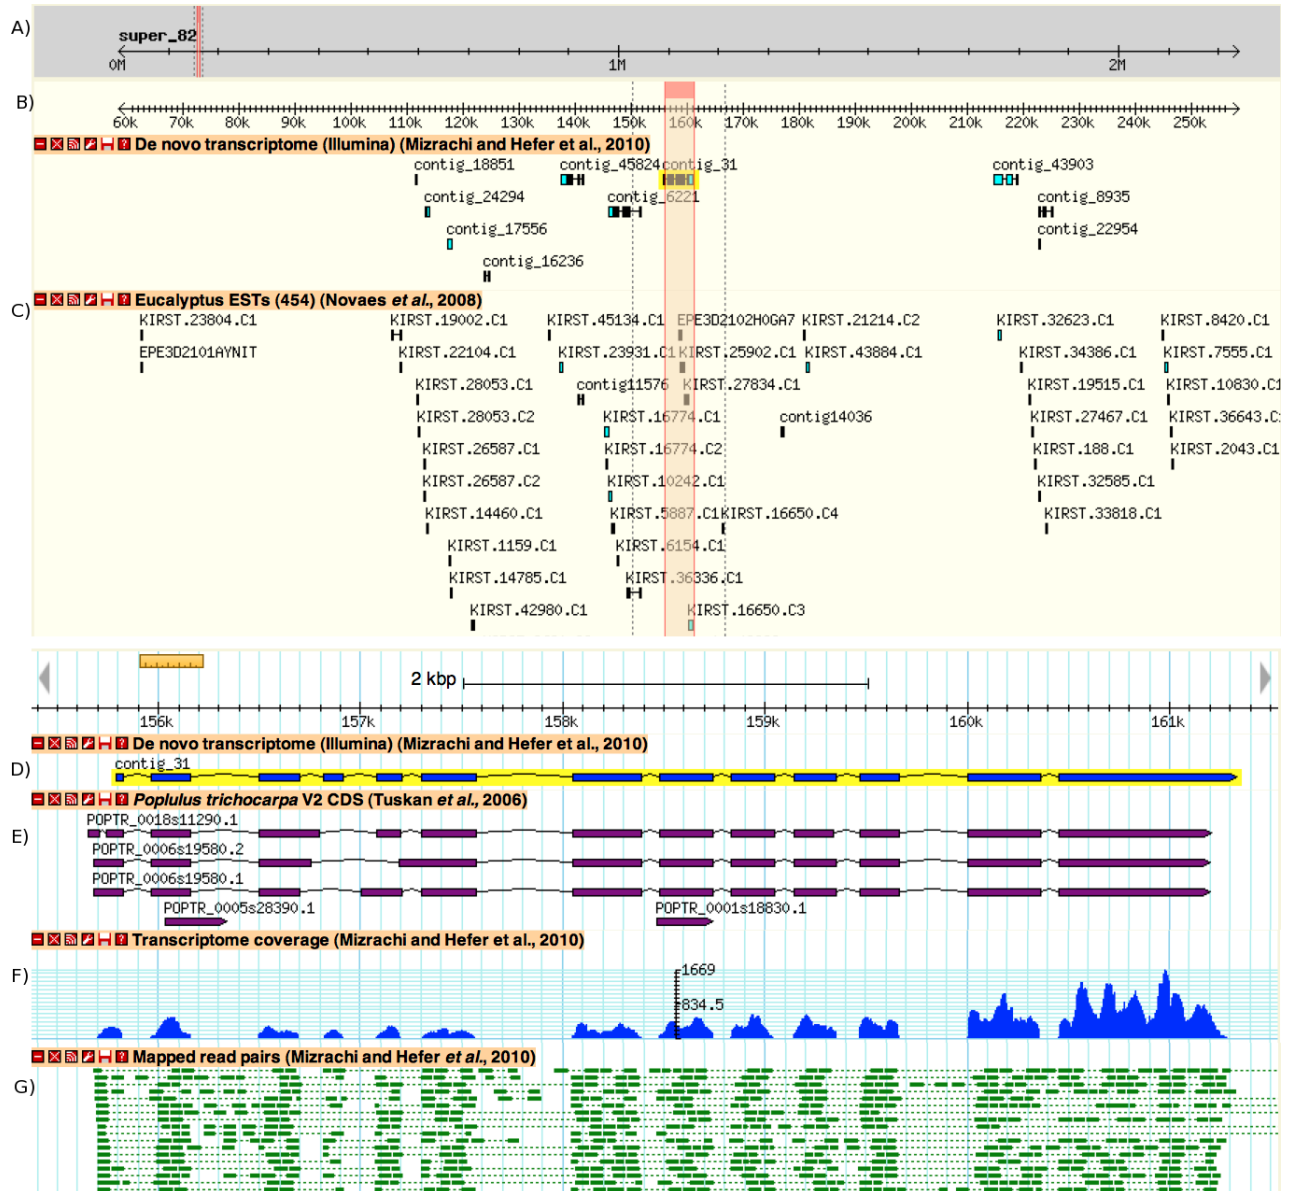 A)
super_82
0M 1M 2M
B)
60k 70k 80k 90k 100k 110k 120k 130k 140k 150k 160k 170k 180k 190k 200k 210k 220k 230k 240k 250k
De novo transcriptome (Illumina) (Mizrachi and Hefer et al., 2010)
contig_18851 contig_45824 contig_31 contig_43903
contig_24294 contig_6221 contig_8935
contig_17556 contig_22954
contig_16236
C)
Eucalyptus ESTs (454) (Novaes et al., 2008)
KIRST.23804.C1 KIRST.19002.C1 KIRST.45134.C1 EPE3D2102H0GA7 KIRST.21214.C2 KIRST.32623.C1 KIRST.8420.C1
EPE3D2101AYNIT KIRST.22104.C1 KIRST.23931.C1 KIRST.25902.C1 KIRST.43884.C1 KIRST.34386.C1 KIRST.7555.C1
KIRST.28053.C1 contig11576 KIRST.27834.C1 KIRST.19515.C1 KIRST.10830.C1
KIRST.28053.C2 KIRST.16774.C1 contig14036 KIRST.27467.C1 KIRST.36643.C
KIRST.26587.C1 KIRST.16774.C2 KIRST.188.C1 KIRST.2043.C1
KIRST.26587.C2 KIRST.10242.C1 KIRST.32585.C1
KIRST.14460.C1 KIRST.5887.C1 KIRST.16650.C4 KIRST.33818.C1
KIRST.1159.C1 KIRST.6154.C1
KIRST.14785.C1 KIRST.36336.C1
KIRST.42980.C1 KIRST.16650.C3
2 kbp
156k 157k 158k 159k 160k 161k
De novo transcriptome (Illumina) (Mizrachi and Hefer et al., 2010)
D)
contig_31
Poplulus trichocarpa V2 CDS (Tuskan et al., 2006)
POPTR_0018s11290.1
E)
POPTR_0006s19580.2
POPTR_0006s19580.1
POPTR_0005s28390.1 POPTR_0001s18830.1
Transcriptome coverage (Mizrachi and Hefer et al., 2010)
F)
1669
834.5
Mapped read pairs (Mizrachi and Hefer et al., 2010)
G)